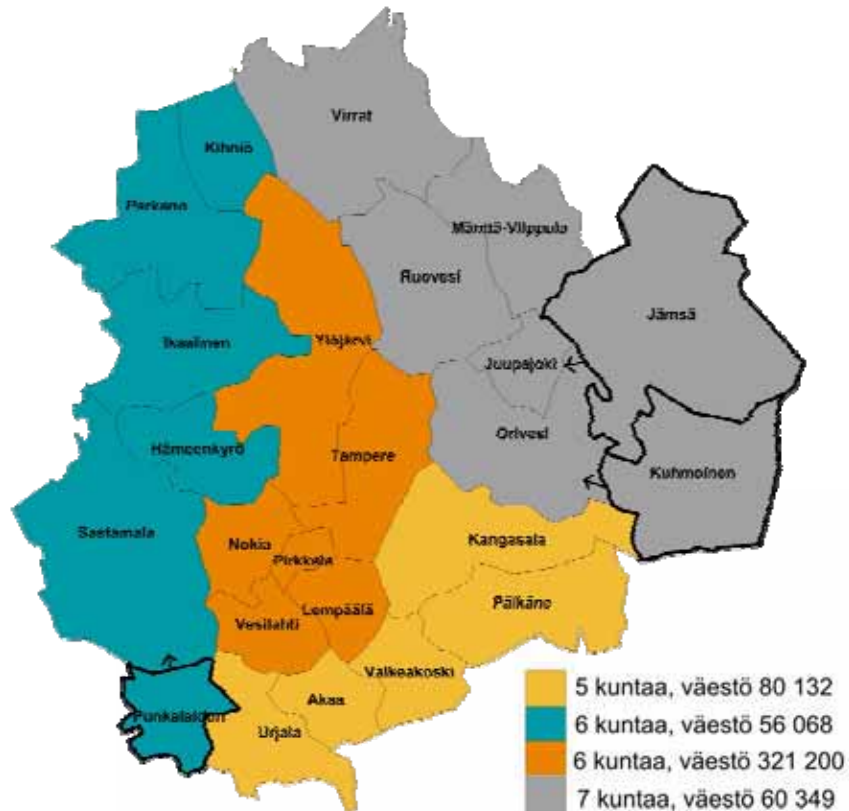 Virrat
Kihniö
Parkano
Mänttä-Vilppula
Ruovesi
Jämsä
Ikaalinen
Ylöjärvi
Juupajoki
Orivesi
Hämeenkyrö
Tampere
Kuhmoinen
Sastamala
Kangasala
Nokia
Pirkkala
Pälkäne
Lempäälä
Vesilahti
Valkeakoski
Akaa
Punkalaidun
Urjala
5 kuntaa, väestö 80 132
6 kuntaa, väestö 56 068
6 kuntaa, väestö 321 200
7 kuntaa, väestö 60 349